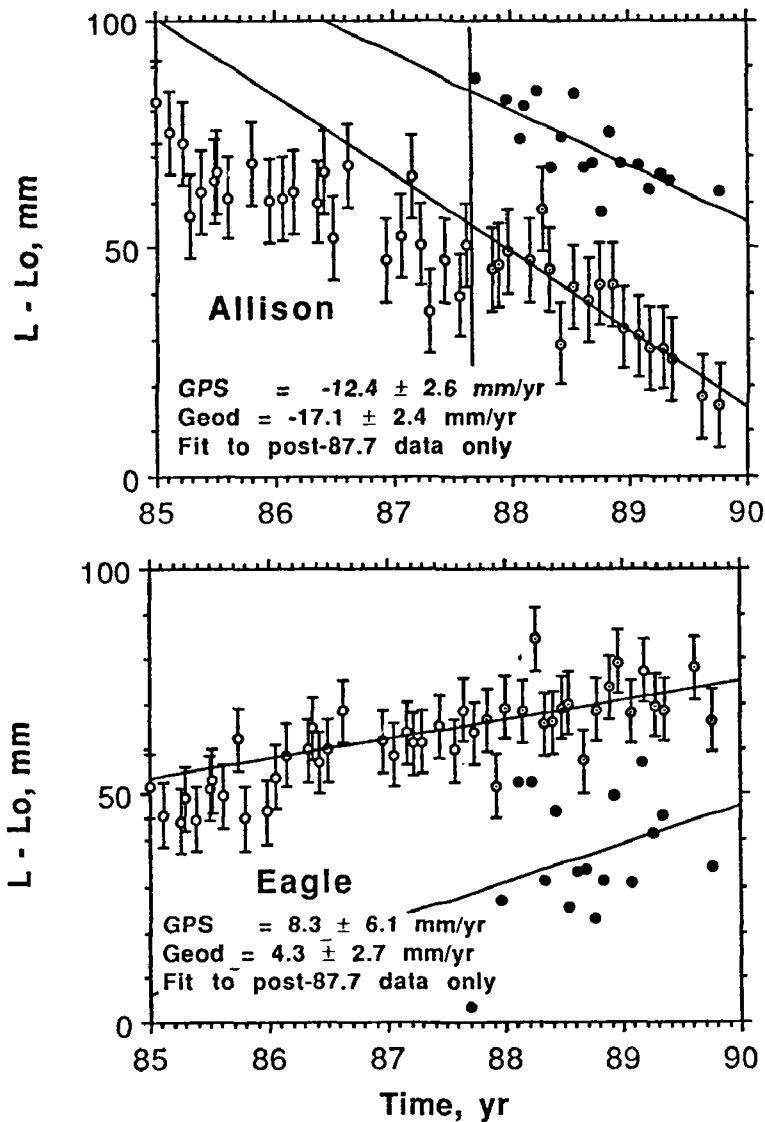 100
L - Lo, mm
50
Allison
GPS = -12.4 ± 2.6 mm/yr
Geod = -17.1 ± 2.4 mm/yr
Fit to post-87.7 data only
0
85 86 87 88 89 90
100
L - Lo, mm
50
Eagle
GPS = 8.3 ± 6.1 mm/yr
Geod = 4.3 ± 2.7 mm/yr
Fit to post-87.7 data only
0
85 86 87 88 89 90
Time, yr